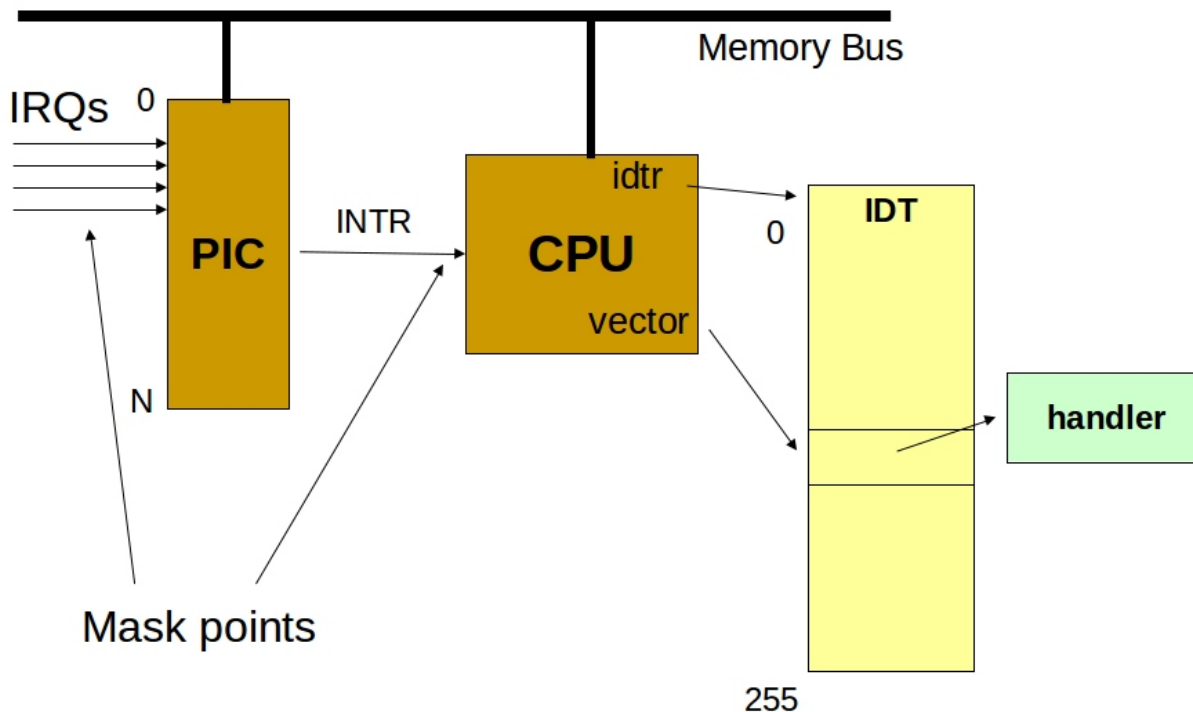 Memory Bus
IRQs
0
idtr
IDT
INTR
0
PIC
CPU
vector
N
handler
Mask points
255